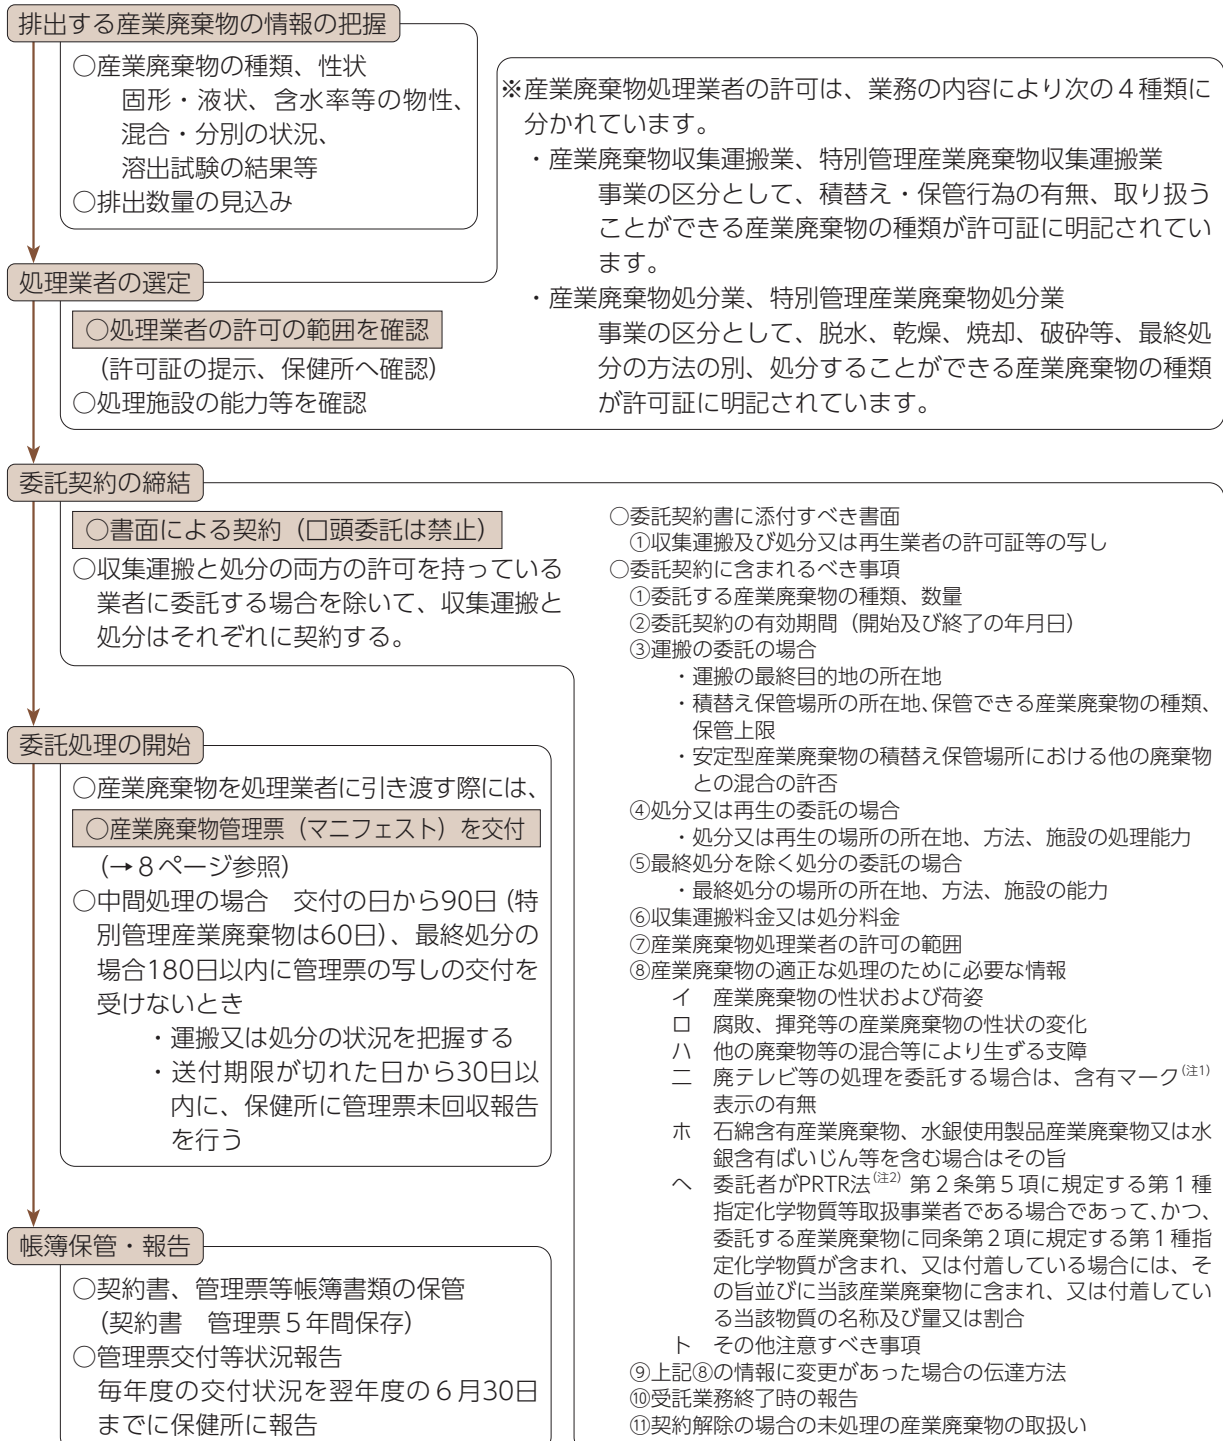 排出する産業廃棄物の情報の把握
○産業廃棄物の種類、性状
固形・液状、含水率等の物性、
混合・分別の状況、
溶出試験の結果等
○排出数量の見込み
処理業者の選定
○処理業者の許可の範囲を確認
(許可証の提示、保健所へ確認)
○処理施設の能力等を確認
※産業廃棄物処理業者の許可は、業務の内容により次の4種類に
分かれています。
・産業廃棄物収集運搬業、特別管理産業廃棄物収集運搬業
事業の区分として、積替え・保管行為の有無、取り扱う
ことができる産業廃棄物の種類が許可証に明記されてい
ます。
・産業廃棄物処分業、特別管理産業廃棄物処分業
事業の区分として、脱水、乾燥、焼却、破砕等、最終処
分の方法の別、処分することができる産業廃棄物の種類
が許可証に明記されています。
委託契約の締結
○書面による契約(口頭委託は禁止)
○収集運搬と処分の両方の許可を持っている
業者に委託する場合を除いて、収集運搬と
処分はそれぞれに契約する。
○委託契約書に添付すべき書面
①収集運搬及び処分又は再生業者の許可証等の写し
○委託契約に含まれるべき事項
①委託する産業廃棄物の種類、数量
②委託契約の有効期間(開始及び終了の年月日)
③運搬の委託の場合
・運搬の最終目的地の所在地
・積替え保管場所の所在地、保管できる産業廃棄物の種類、
保管上限
・安定型産業廃棄物の積替え保管場所における他の廃棄物
との混合の許否
④処分又は再生の委託の場合
・処分又は再生の場所の所在地、方法、施設の処理能力
⑤最終処分を除く処分の委託の場合
・最終処分の場所の所在地、方法、施設の能力
⑥収集運搬料金又は処分料金
⑦産業廃棄物処理業者の許可の範囲
⑧産業廃棄物の適正な処理のために必要な情報
イ 産業廃棄物の性状および荷姿
ロ 腐敗、揮発等の産業廃棄物の性状の変化
ハ 他の廃棄物等の混合等により生ずる支障
ニ 廃テレビ等の処理を委託する場合は、含有マーク(注1)
表示の有無
ホ 石綿含有産業廃棄物、水銀使用製品産業廃棄物又は水
銀含有ばいじん等を含む場合はその旨
ヘ 委託者がPRTR法(注2) 第2条第5項に規定する第1種
指定化学物質等取扱事業者である場合であって、かつ、
委託する産業廃棄物に同条第2項に規定する第1種指
定化学物質が含まれ、又は付着している場合には、そ
の旨並びに当該産業廃棄物に含まれ、又は付着してい
る当該物質の名称及び量又は割合
ト その他注意すべき事項
⑨上記⑧の情報に変更があった場合の伝達方法
⑩受託業務終了時の報告
⑪契約解除の場合の未処理の産業廃棄物の取扱い
委託処理の開始
○産業廃棄物を処理業者に引き渡す際には、
○産業廃棄物管理票(マニフェスト)を交付
(→8ページ参照)
○中間処理の場合 交付の日から90日(特
別管理産業廃棄物は60日)、最終処分の
場合180日以内に管理票の写しの交付を
受けないとき
・運搬又は処分の状況を把握する
・送付期限が切れた日から30日以
内に、保健所に管理票未回収報告
を行う
帳簿保管・報告
○契約書、管理票等帳簿書類の保管
(契約書 管理票5年間保存)
○管理票交付等状況報告
毎年度の交付状況を翌年度の6月30日
までに保健所に報告